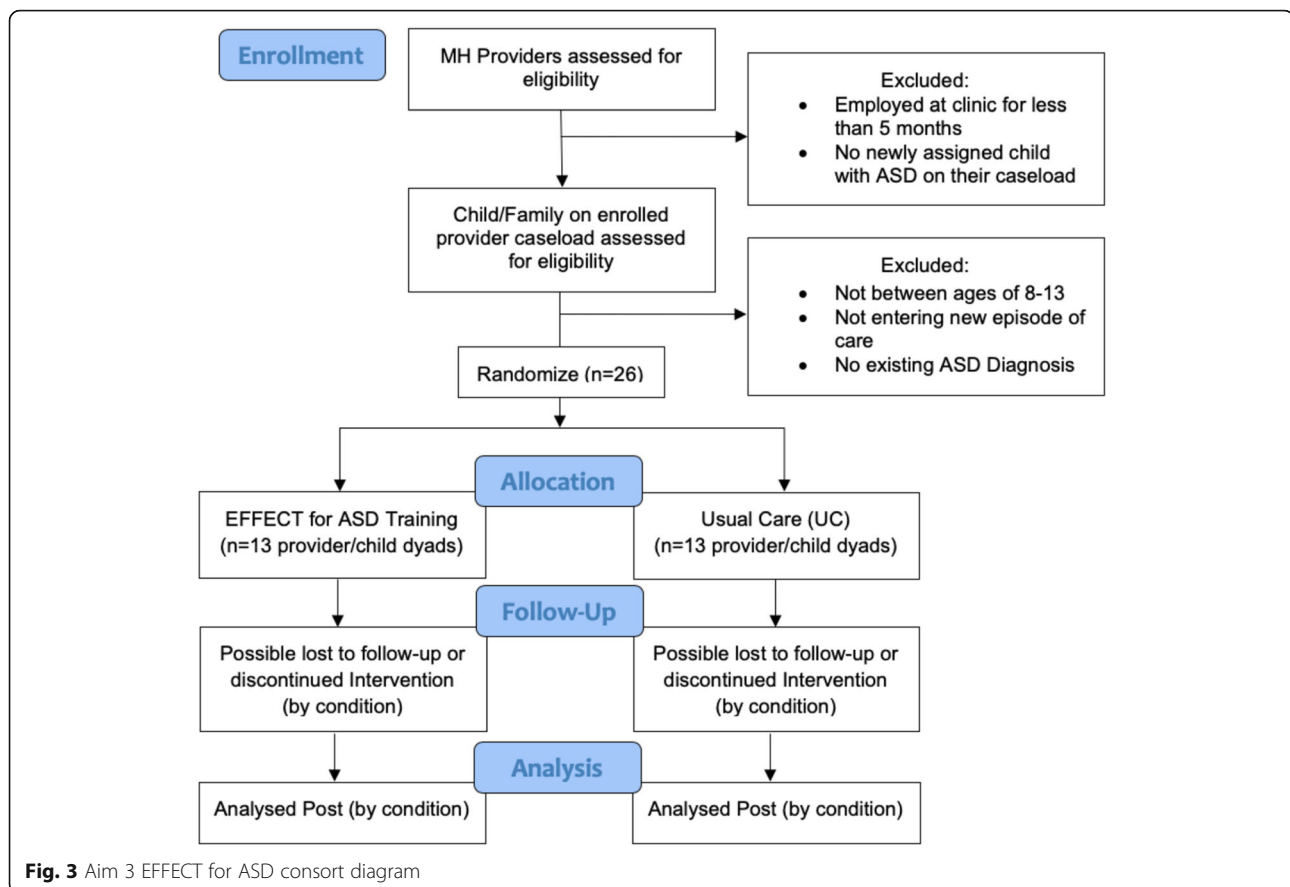 Enrollment
MH Providers assessed for
eligibility
Excluded:
• Employed at clinic for less
than 5 months
• No newly assigned child
with ASD on their caseload
Child/Family on enrolled
provider caseload assessed
for eligibility
Excluded:
• Not between ages of 8-13
• Not entering new episode of
care
• No existing ASD Diagnosis
Randomize (n=26)
Allocation
EFFECT for ASD Training
(n=13 provider/child dyads)
Usual Care (UC)
(n=13 provider/child dyads)
Follow-Up
Possible lost to follow-up or
discontinued Intervention
(by condition)
Possible lost to follow-up or
discontinued Intervention
(by condition)
Analysis
Analysed Post (by condition)
Analysed Post (by condition)
Fig. 3 Aim 3 EFFECT for ASD consort diagram